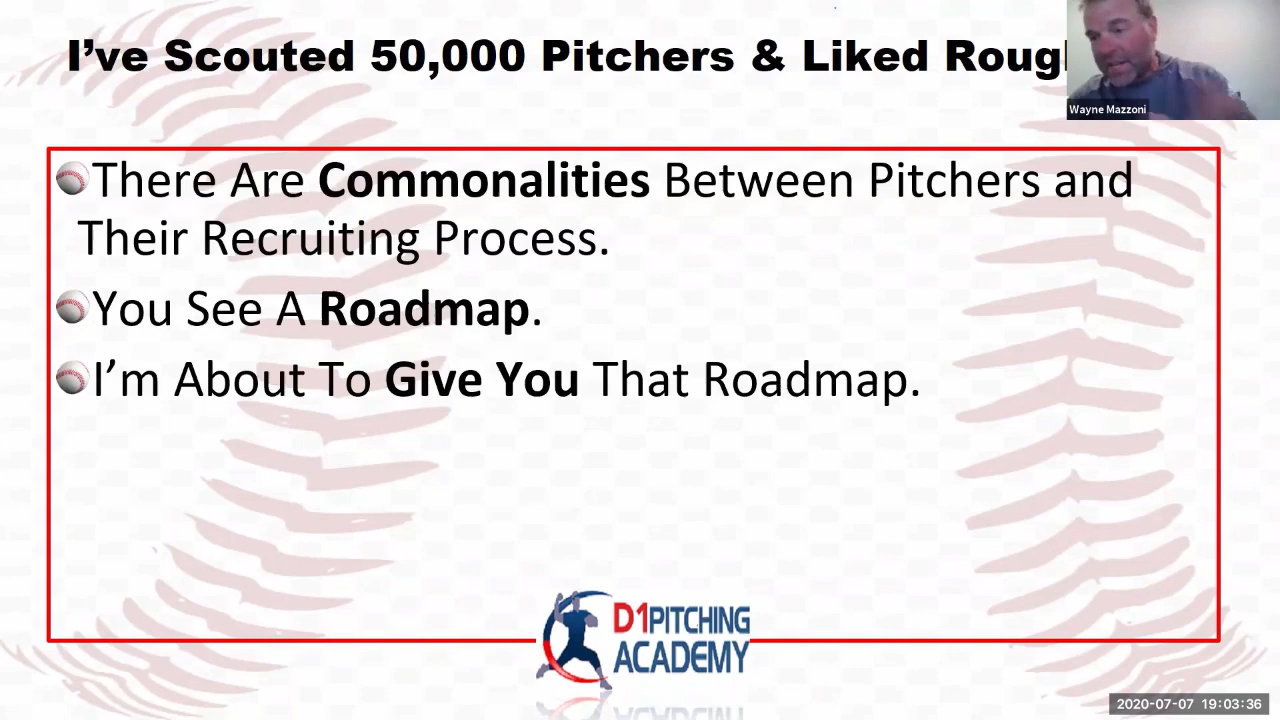 I’ve Scouted 50,000 Pitchers & Liked
Wayne Mazzoni
There Are Commonalities Between Pitchers and
Their Recruiting Process.
You See A Roadmap.
I’m About To Give You That Roadmap.
D1PITCHING
ACADEMY
2020-07-07 19:03:36